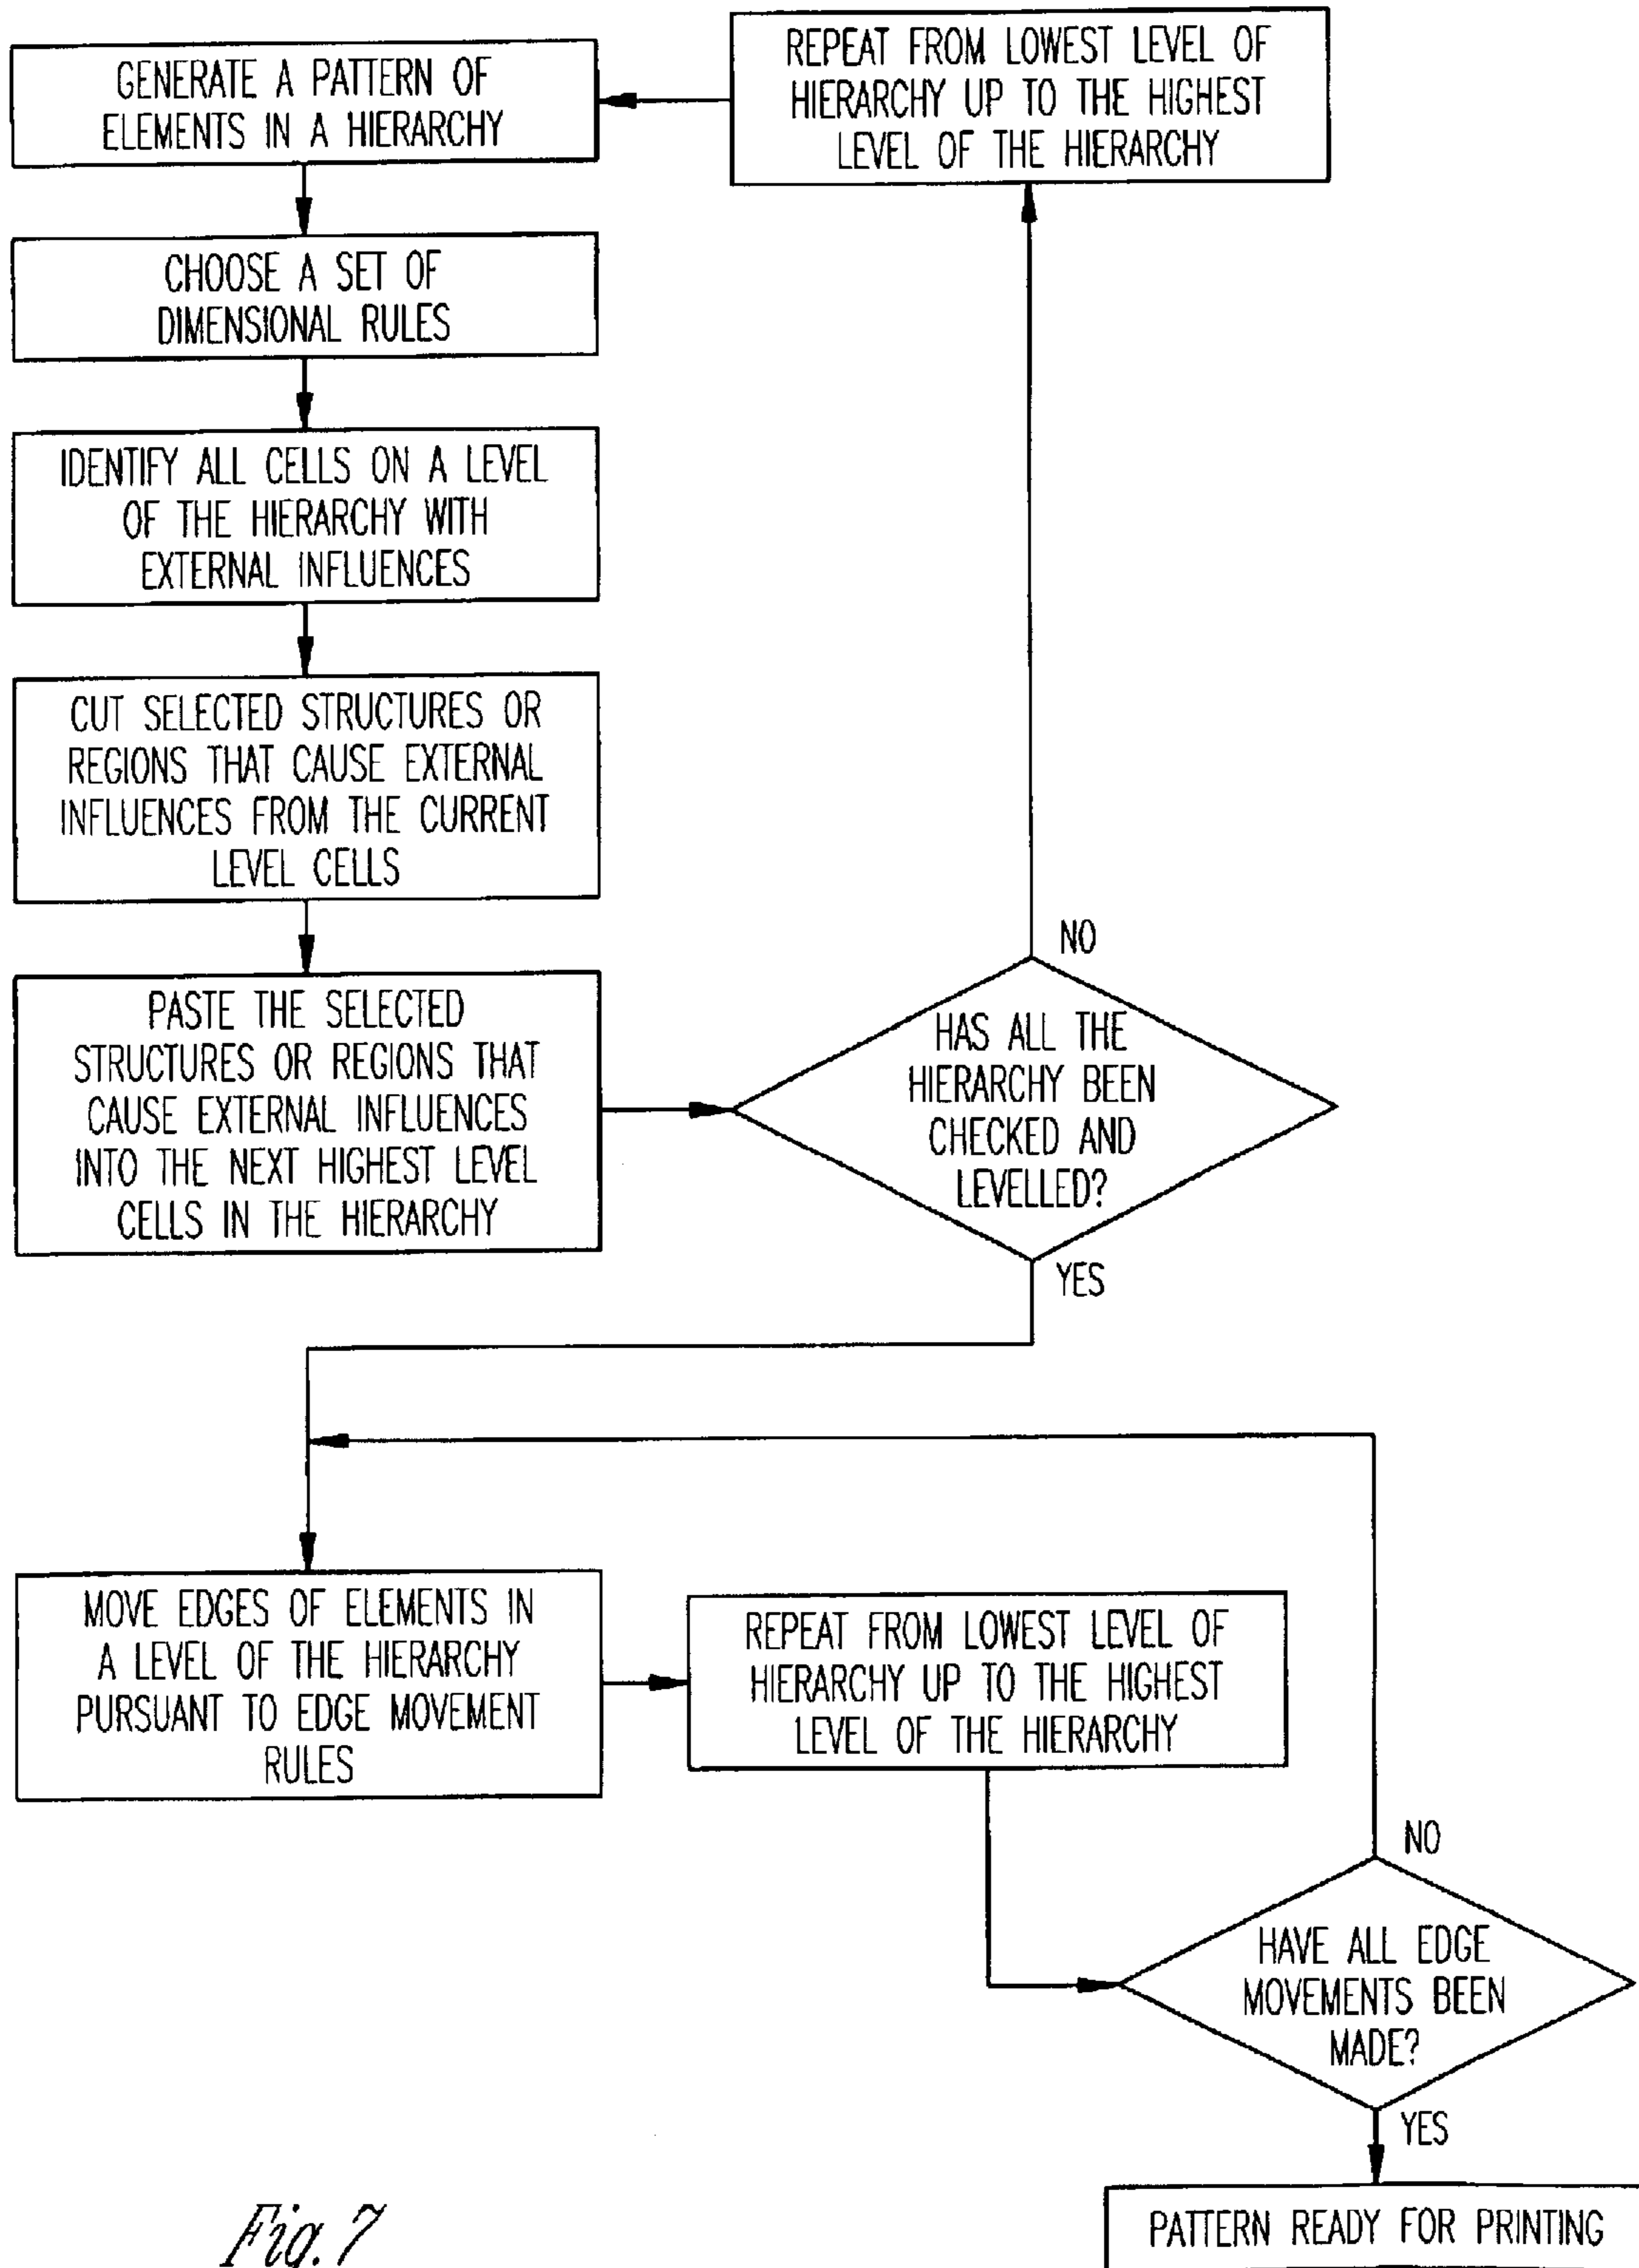 GENERATE A PATTERN OF
ELEMENTS IN A HIERARCHY
REPEAT FROM LOWEST LEVEL OF
HIERARCHY UP TO THE HIGHEST
LEVEL OF THE HIERARCHY
CHOOSE A SET OF
DIMENSIONAL RULES
IDENTIFY ALL CELLS ON A LEVEL
OF THE HIERARCHY WITH
EXTERNAL INFLUENCES
CUT SELECTED STRUCTURES OR
REGIONS THAT CAUSE EXTERNAL
INFLUENCES FROM THE CURRENT
LEVEL CELLS
PASTE THE SELECTED
STRUCTURES OR REGIONS THAT
CAUSE EXTERNAL INFLUENCES
INTO THE NEXT HIGHEST LEVEL
CELLS IN THE HIERARCHY
NO
HAS ALL THE
HIERARCHY BEEN
CHECKED AND
LEVELLED?
YES
MOVE EDGES OF ELEMENTS IN
A LEVEL OF THE HIERARCHY
PURSUANT TO EDGE MOVEMENT
RULES
REPEAT FROM LOWEST LEVEL OF
HIERARCHY UP TO THE HIGHEST
LEVEL OF THE HIERARCHY
NO
HAVE ALL EDGE
MOVEMENTS BEEN
MADE?
YES
PATTERN READY FOR PRINTING
Fig. 7